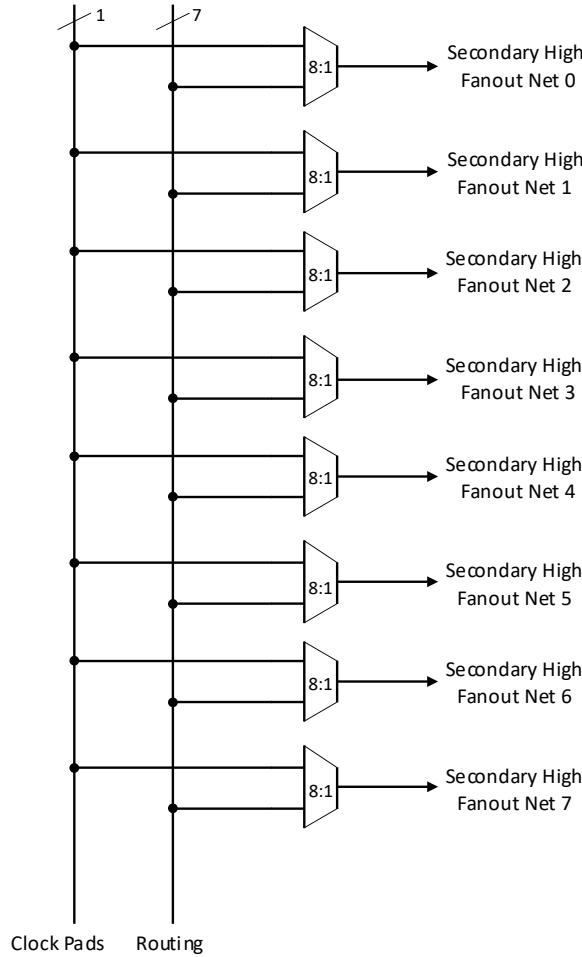 1
7
8:1
Secondary High
Fanout Net 0
8:1
Secondary High
Fanout Net 1
8:1
Secondary High
Fanout Net 2
8:1
Secondary High
Fanout Net 3
8:1
Secondary High
Fanout Net 4
8:1
Secondary High
Fanout Net 5
8:1
Secondary High
Fanout Net 6
8:1
Secondary High
Fanout Net 7
Clock Pads
Routing